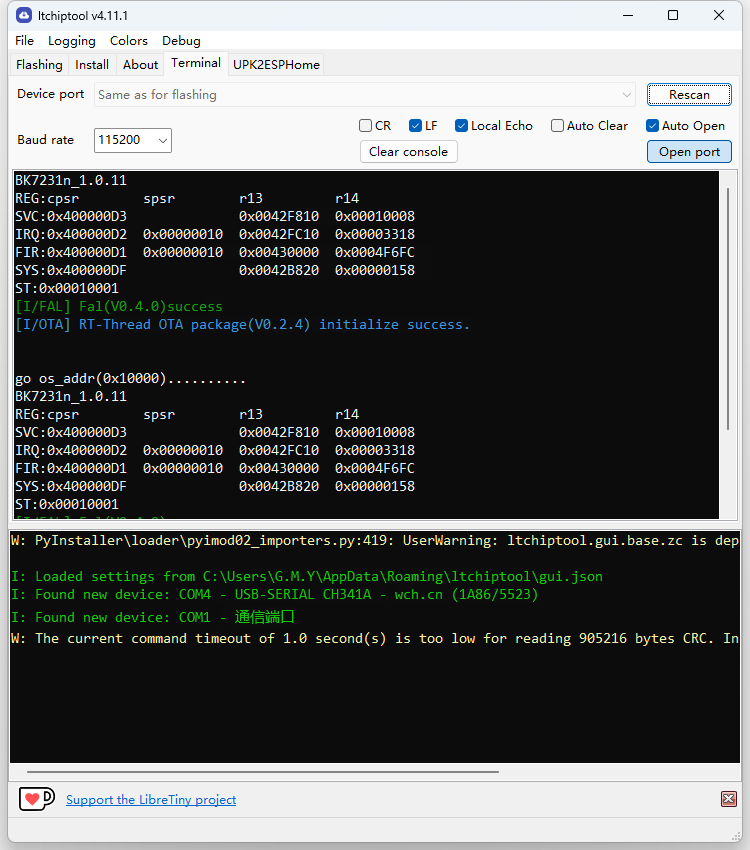 ltchiptool v4.11.1
File Logging Colors Debug
Flashing Install About Terminal UPK2ESPHome
Device port Same as for flashing Rescan
CR LF Local Echo Auto Clear Auto Open
Baud rate 115200
Clear console Open port
BK7231n_1.0.11
REG:cpsr spsr r13 r14
SVC:0x400000D3 0x0042F810 0x00010008
IRQ:0x400000D2 0x00000010 0x0042FC10 0x00003318
FIR:0x400000D1 0x00000010 0x00430000 0x0004F6FC
SYS:0x400000DF 0x0042B820 0x00000158
ST:0x00010001
[I/FAL] Fal(V0.4.0)success
[I/OTA] RT-Thread OTA package(V0.2.4) initialize success.
go os_addr(0x10000)..........
BK7231n_1.0.11
REG:cpsr spsr r13 r14
SVC:0x400000D3 0x0042F810 0x00010008
IRQ:0x400000D2 0x00000010 0x0042FC10 0x00003318
FIR:0x400000D1 0x00000010 0x00430000 0x0004F6FC
SYS:0x400000DF 0x0042B820 0x00000158
ST:0x00010001
W: PyInstaller\loader\pyimod02_importers.py:419: UserWarning: ltchiptool.gui.base.zc is dep
I: Loaded settings from C:\Users\G.M.Y\AppData\Roaming\ltchiptool\gui.json
I: Found new device: COM4 - USB-SERIAL CH341A - wch.cn (1A86/5523)
I: Found new device: COM1 - 通信端口
W: The current command timeout of 1.0 second(s) is too low for reading 905216 bytes CRC. In
Support the LibreTiny project